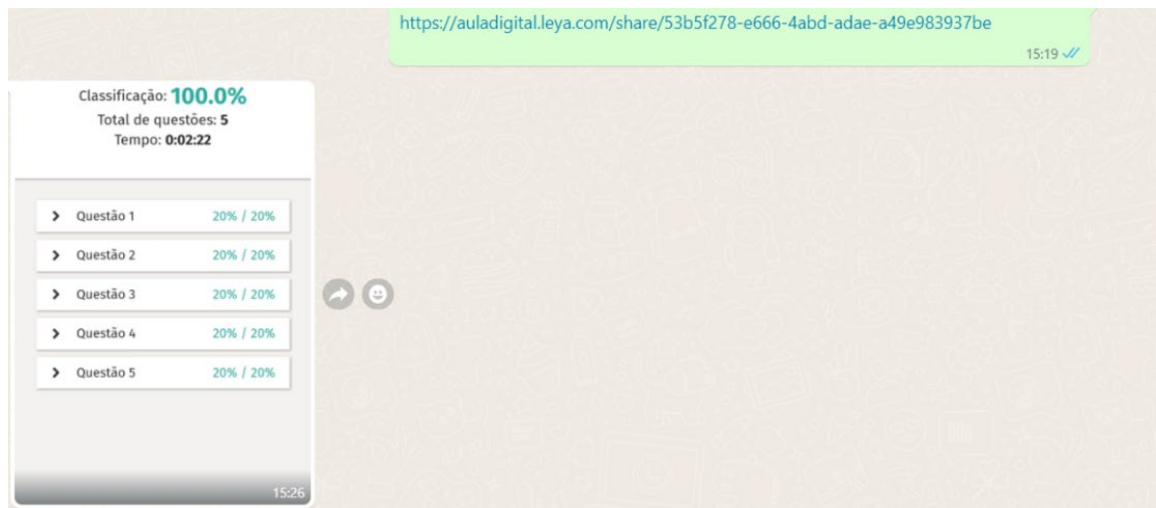 https://auladigital.leya.com/share/53b5f278-e666-4abd-adae-a49e983937be
15:19
Classificação: 100.0%
Total de questões: 5
Tempo: 0:02:22
Questão 1 20% / 20%
Questão 2 20% / 20%
Questão 3 20% / 20%
Questão 4 20% / 20%
Questão 5 20% / 20%
15:26